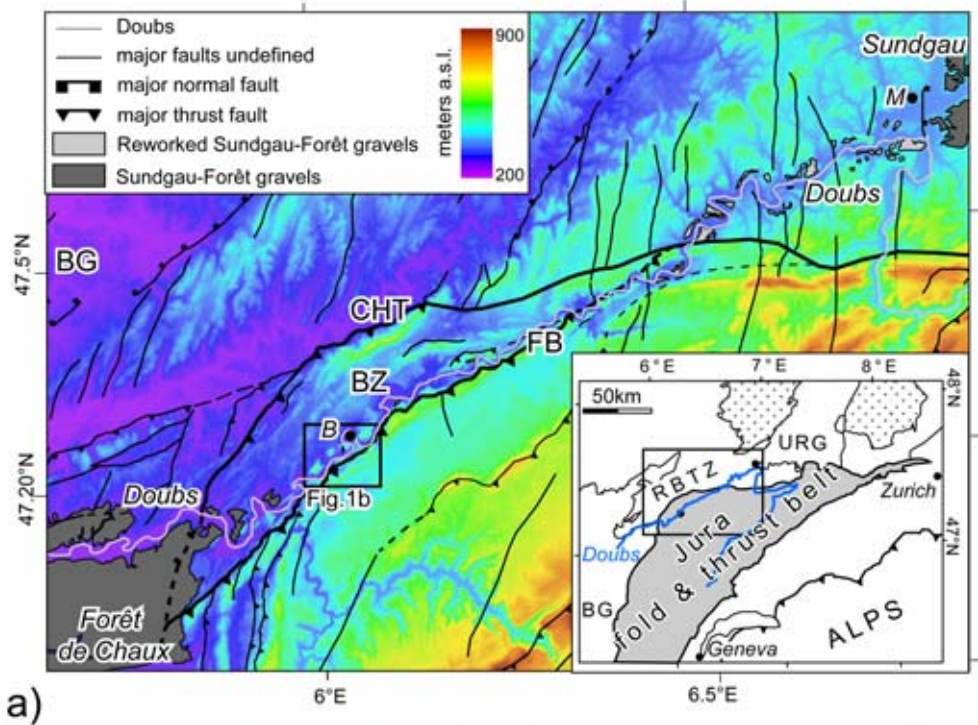 Doubs
major faults undefined
major normal fault
major thrust fault
Reworked Sundgau-Forêt gravels
Sundgau-Forêt gravels
900
meters a.s.l.
200
Sundgau
M
Doubs
47.5°N
BG
CHT
FB
BZ
B
Fig.1b
47.20°N
Doubs
Forêt
de Chaux
6 °E
7 °E
8 °E
48°N
50km
URG
RBTZ
Zurich
Jura
fold & thrust belt
47°N
Doubs
BG
ALPS
Geneva
a)
6°E
6.5°E